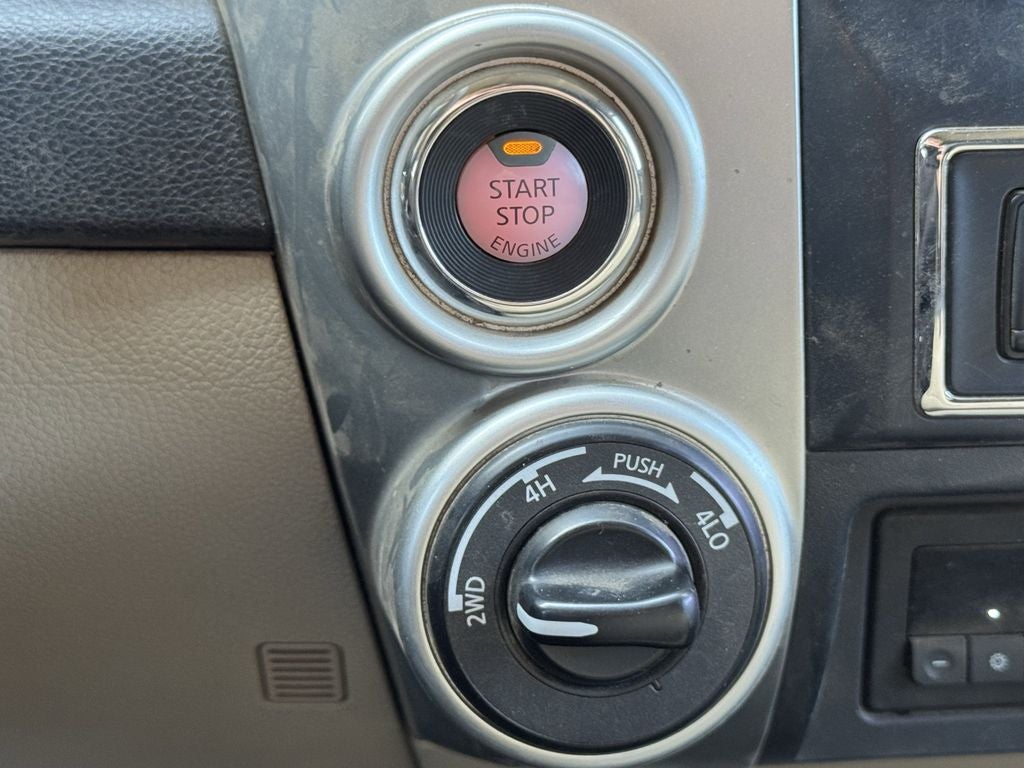 START
STOP
ENGINE
PUSH
4H
4LO
2WD